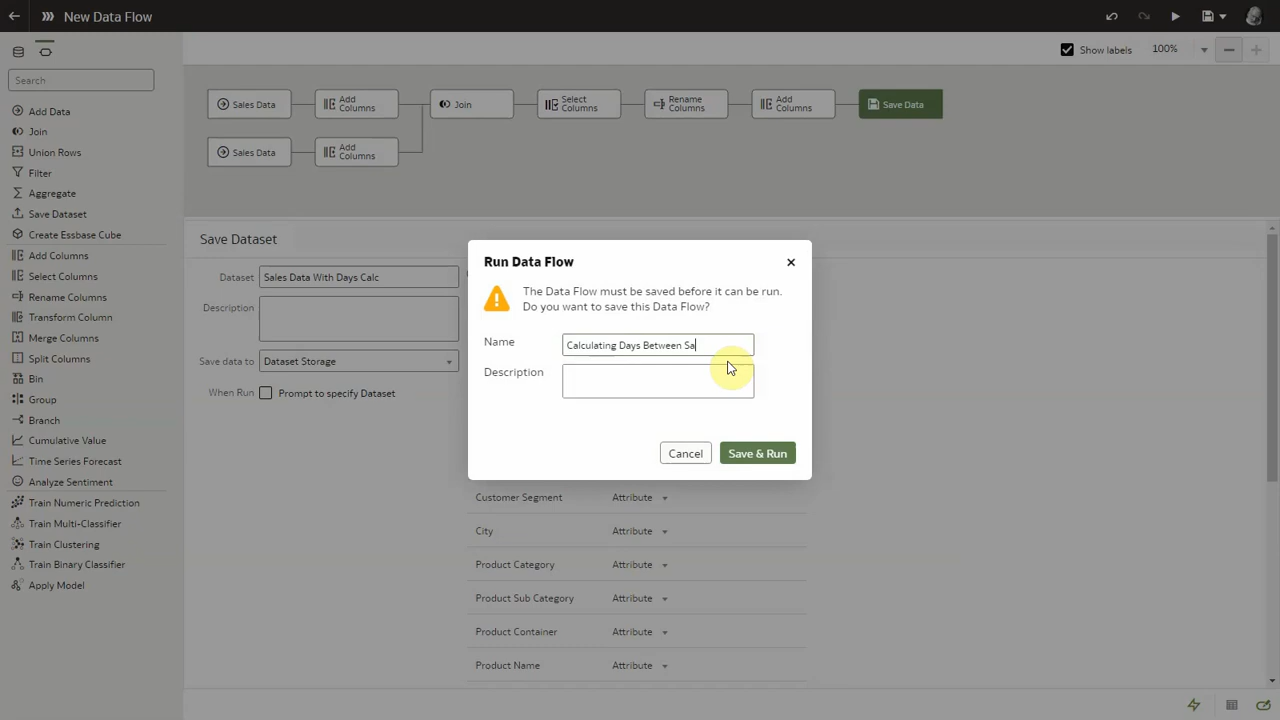 New Data Flow
Show labels
100%
Search
Add Data
Join
Union Rows
Filter
Aggregate
Save Dataset
Create Essbase Cube
Add Columns
Select Columns
Rename Columns
Transform Column
Merge Columns
Split Columns
Bin
Group
Branch
Cumulative Value
Time Series Forecast
Analyze Sentiment
Train Numeric Prediction
Train Multi-Classifier
Train Clustering
Train Binary Classifier
Apply Model
Sales Data
Add
Columns
Join
Select
Columns
Rename
Columns
Add
Columns
Save Data
Sales Data
Add
Columns
Save Dataset
Dataset
Sales Data With Days Calc
Description
Save data to
Dataset Storage
When Run
Prompt to specify Dataset
Run Data Flow
The Data Flow must be saved before it can be run.
Do you want to save this Data Flow?
Name
Calculating Days Between Sa
Description
Cancel
Save & Run
Customer Segment Attribute
City Attribute
Product Category Attribute
Product Sub Category Attribute
Product Container Attribute
Product Name Attribute